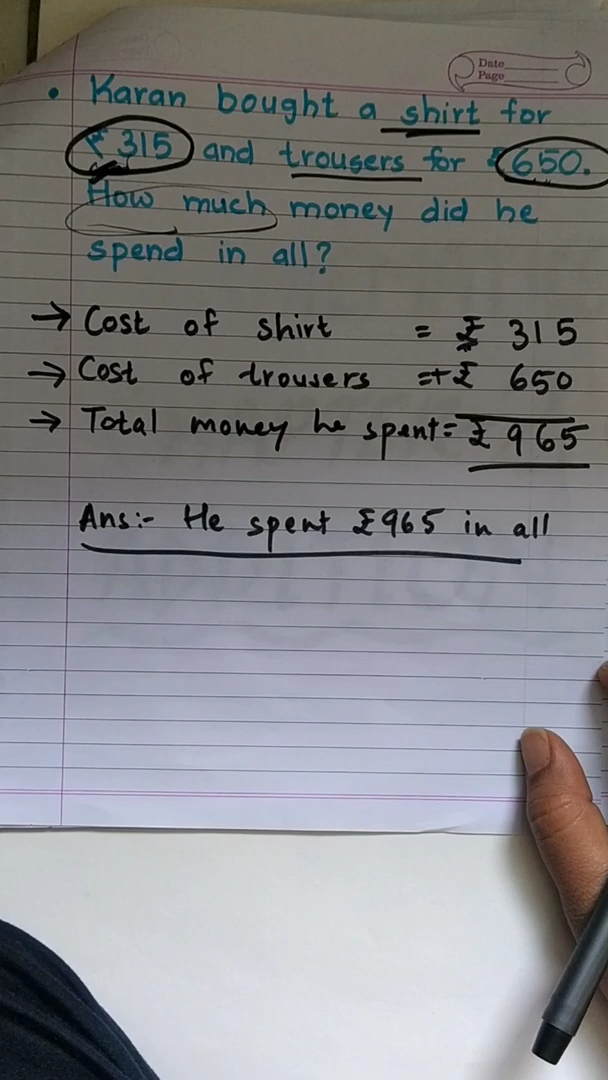 Date
Page
• Karan bought a shirt for
₹315 and trousers for ₹650.
How much money did he
spend in all?
→ Cost of shirt = ₹ 315
→ Cost of trousers =+₹ 650
→ Total money he spent= ₹965
Ans:- He spent ₹965 in all